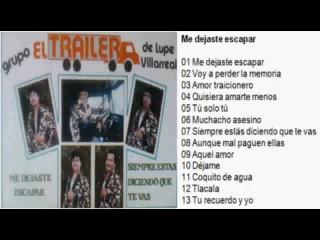 grupo EL TRAILER de Lupe Villarreal
ME DEJASTE
ESCAPAR
SIEMPRE ESTAS
DICIENDO QUE
TE VAS
Me dejaste escapar
01 Me dejaste escapar
02 Voy a perder la memoria
03 Amor traicionero
04 Quisiera amarte menos
05 Tú solo tú
06 Muchacho asesino
07 Siempre estás diciendo que te vas
08 Aunque mal paguen ellas
09 Aquel amor
10 Déjame
11 Coquito de agua
12 Tlacala
13 Tu recuerdo y yo